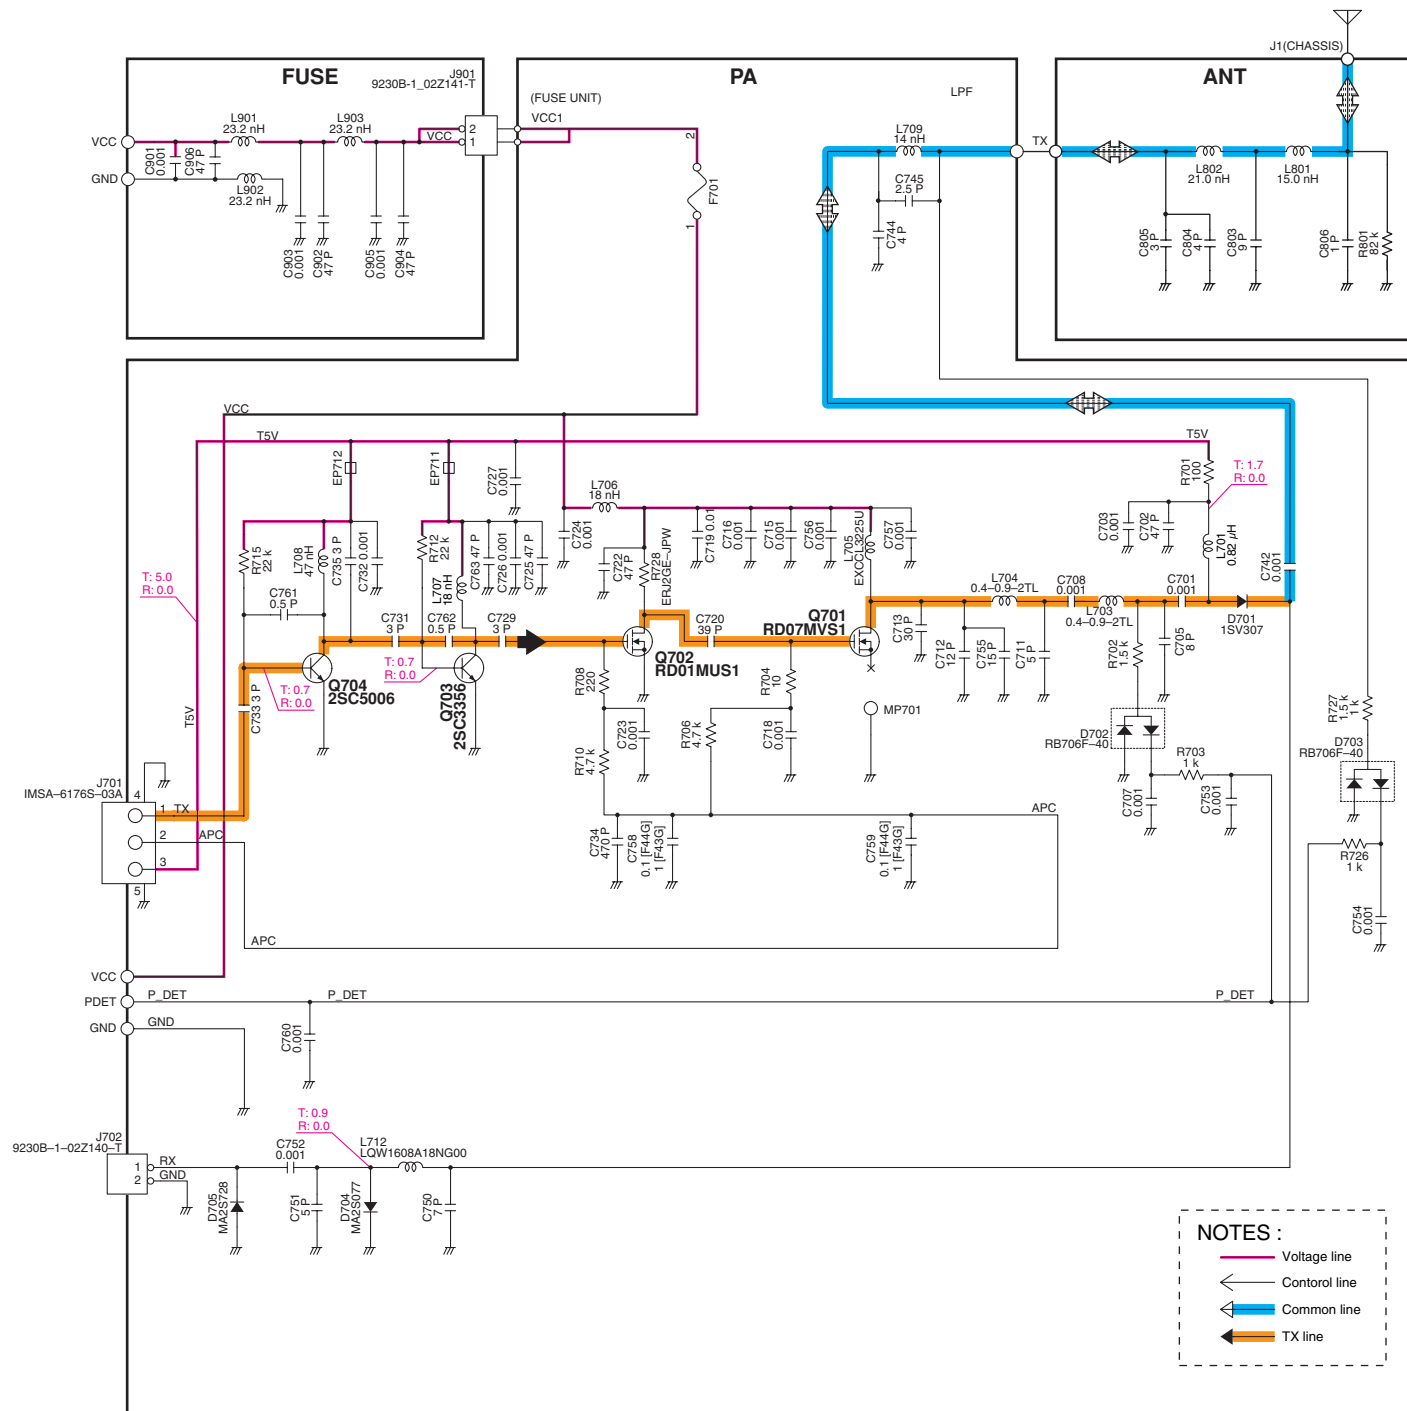 J1(CHASSIS)
FUSE
J901
9230B-1_02Z141-T
PA
ANT
LPF
(FUSE UNIT)
VCC1
VCC
GND
L901
23.2 nH
L903
23.2 nH
VCC
2
1
C901
0.001
C906
47 P
L902
23.2 nH
C903
0.001
C902
47 P
C905
0.001
C904
47 P
2
F701
1
L709
14 nH
C745
2.5 P
C744
4 P
TX
L802
21.0 nH
L801
15.0 nH
C805
3 P
C804
4 P
C803
9 P
C806
1 P
R801
82 k
VCC
T5V
T5V
EP712
EP711
C727
0.001
L706
18 nH
R701
100
T: 1.7
R: 0.0
R715
22 k
L708
47 nH
C735 3 P
C732 0.001
R712
22 k
L707
18 nH
C763 47 P
C726 0.001
C725 47 P
C724
0.001
C722
47 P
R728
ERJ2GE-JPW
C719 0.01
C716
0.001
C715
0.001
C756
0.001
L705
EXCCL3225U
C757
0.001
C703
0.001
C702
47 P
L701
0.82 µH
C742
0.001
T: 5.0
R: 0.0
C761
0.5 P
C731
3 P
C762
0.5 P
C729
3 P
C720
39 P
Q701
RD07MVS1
L704
0.4-0.9-2TL
C708
0.001
L703
0.4-0.9-2TL
C701
0.001
D701
1SV307
C713
30 P
C712
12 P
C755
15 P
C711
5 P
R702
1.5 k
C705
8 P
T: 0.7
R: 0.0
Q704
2SC5006
T: 0.7
R: 0.0
Q703
2SC3356
Q702
RD01MUS1
R708
220
R704
10
C733 3 P
T5V
R710
4.7 k
C723
0.001
R706
4.7 k
C718
0.001
MP701
D702
RB706F-40
R703
1 k
C707
0.001
C753
0.001
R727
1.5 k
1 k
D703
RB706F-40
J701
IMSA-6176S-03A
4
1
TX
2
APC
3
5
APC
C734
470 P
C758
0.1 [F44G]
1 [F43G]
C759
0.1 [F44G]
1 [F43G]
R726
1 k
C754
0.001
APC
VCC
PDET
P_DET
P_DET
P_DET
GND
GND
C760
0.001
T: 0.9
R: 0.0
J702
9230B-1-02Z140-T
1
2
RX
GND
C752
0.001
L712
LQW1608A18NG00
D705
MA2S728
C751
5 P
D704
MA2S077
C750
7 P
NOTES :
Voltage line
Contorol line
Common line
TX line